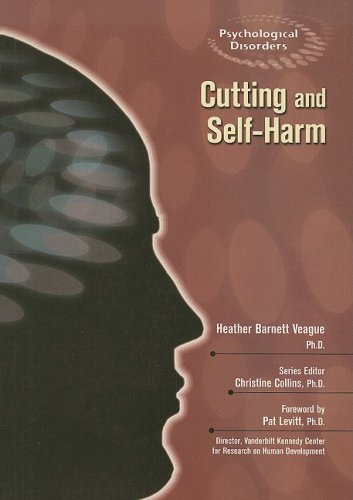 Psychological
Disorders
Cutting and
Self-Harm
Heather Barnett Veague
Ph.D.
Series Editor
Christine Collins, Ph.D.
Foreword by
Pat Levitt, Ph.D.
Director, Vanderbilt Kennedy Center
for Research on Human Development